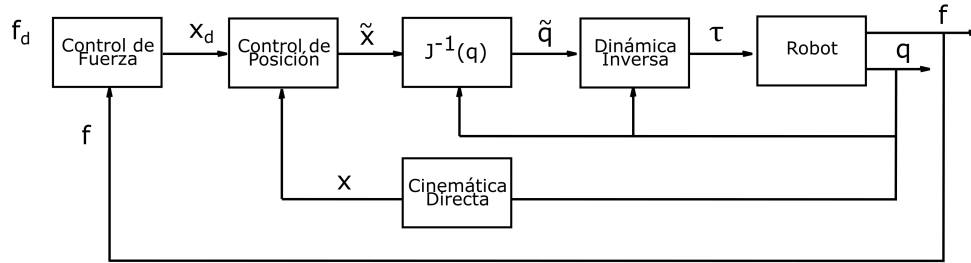 f_d
Control de
Fuerza
x_d
Control de
Posición
x̃
J⁻¹(q)
q̃
Dinámica
Inversa
τ
Robot
f
q
f
x
Cinemática
Directa